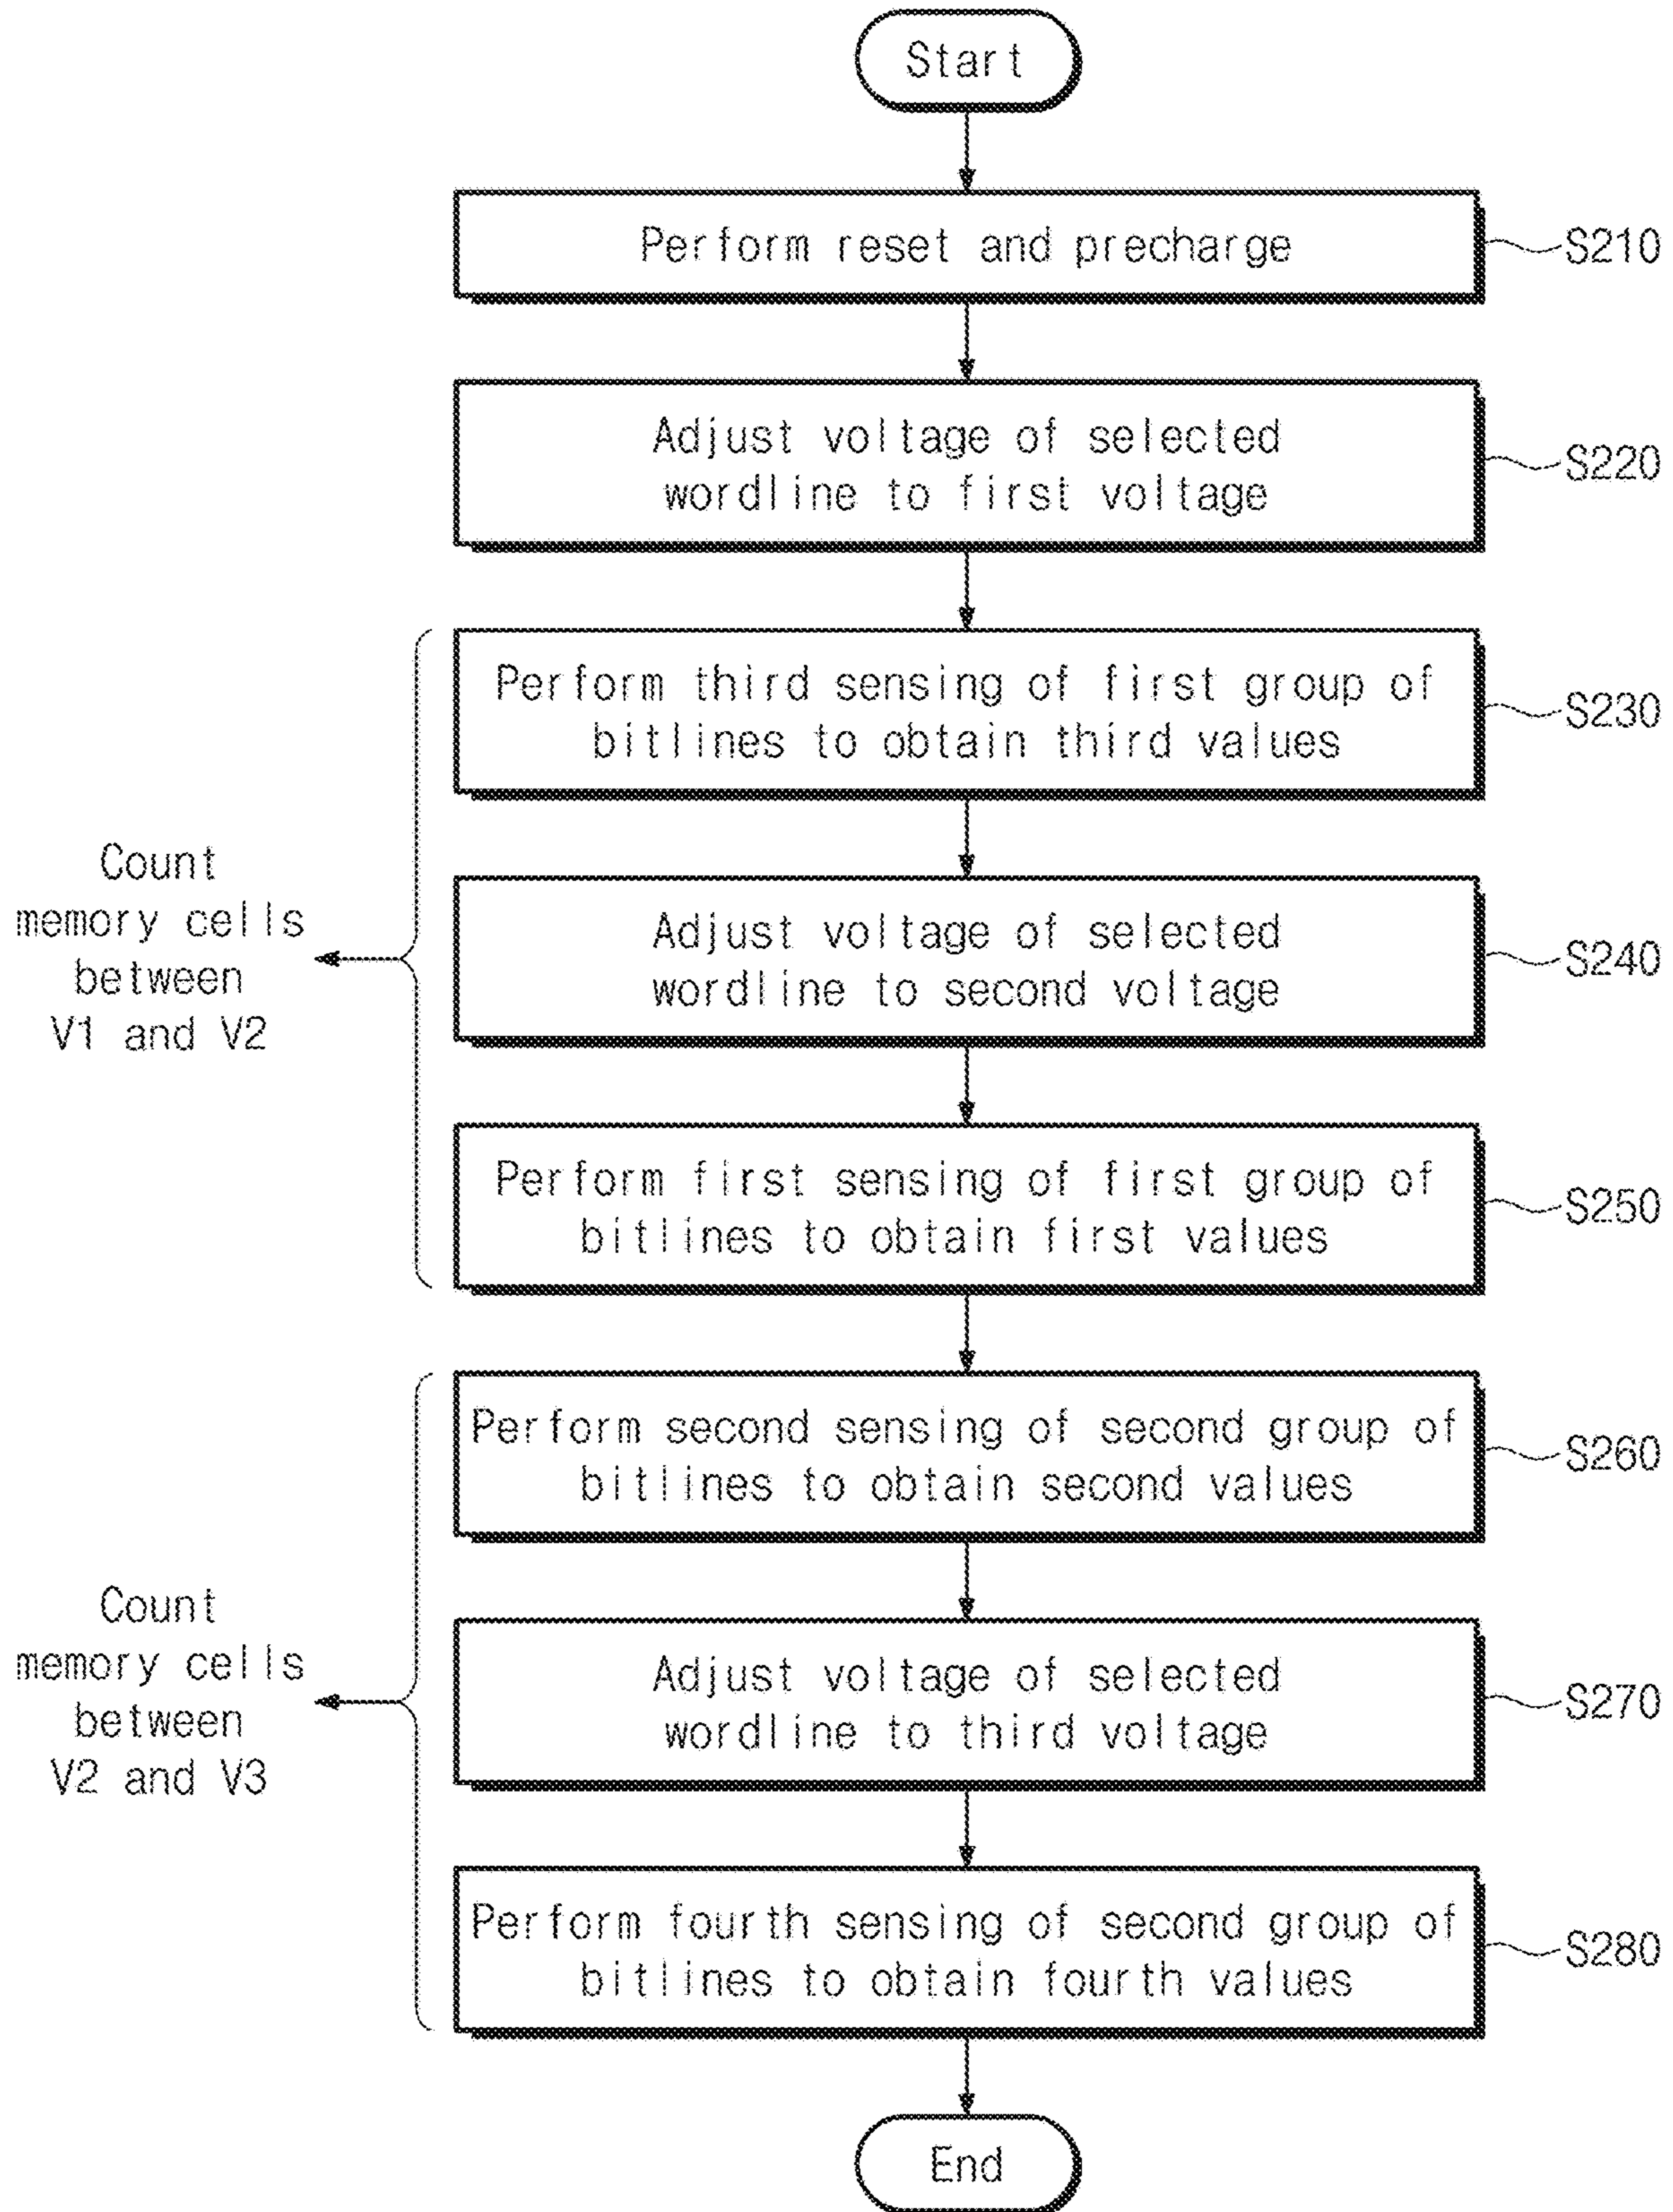 Start
Perform reset and precharge
S210
Adjust voltage of selected
wordline to first voltage
S220
Perform third sensing of first group of
bitlines to obtain third values
S230
Count
memory cells
between
V1 and V2
Adjust voltage of selected
wordline to second voltage
S240
Perform first sensing of first group of
bitlines to obtain first values
S250
Perform second sensing of second group of
bitlines to obtain second values
S260
Count
memory cells
between
V2 and V3
Adjust voltage of selected
wordline to third voltage
S270
Perform fourth sensing of second group of
bitlines to obtain fourth values
S280
End